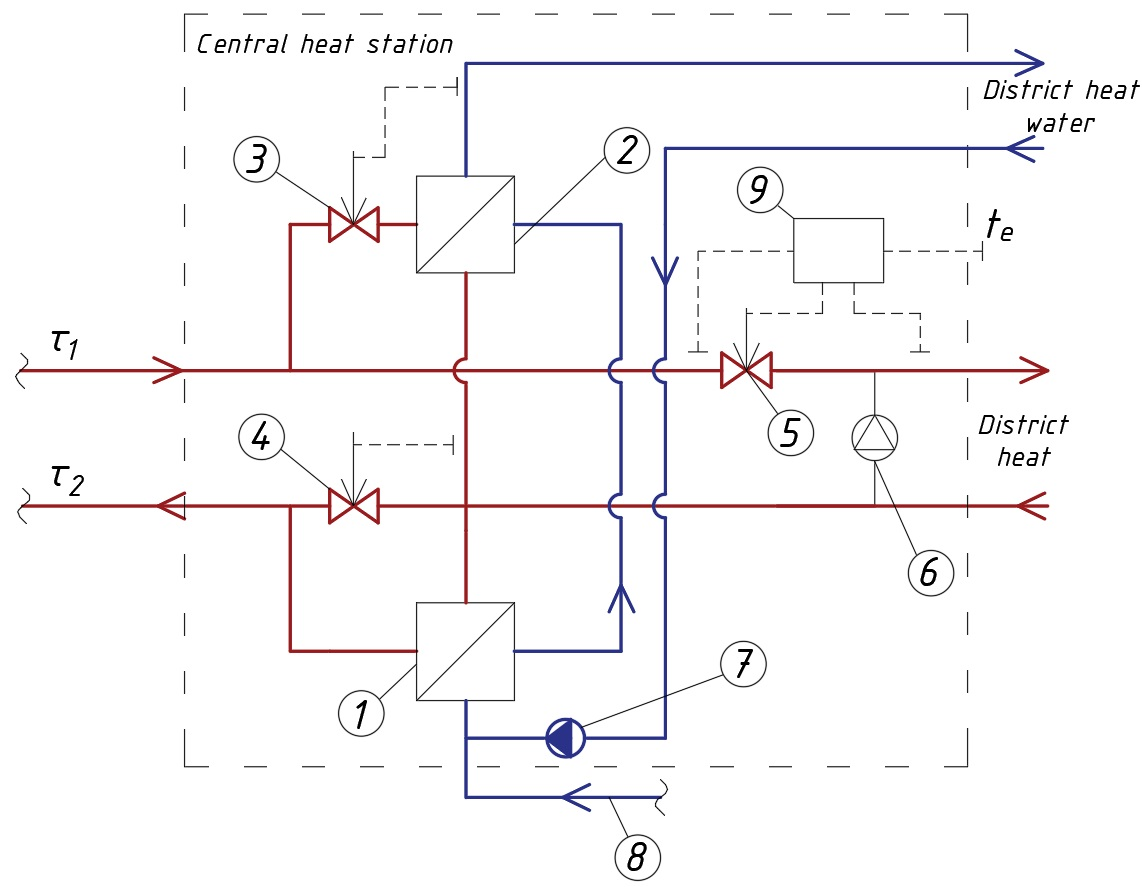 Central heat station
District heat
water
3
2
9
tₑ
τ₁
4
5
District
heat
τ₂
6
7
1
8